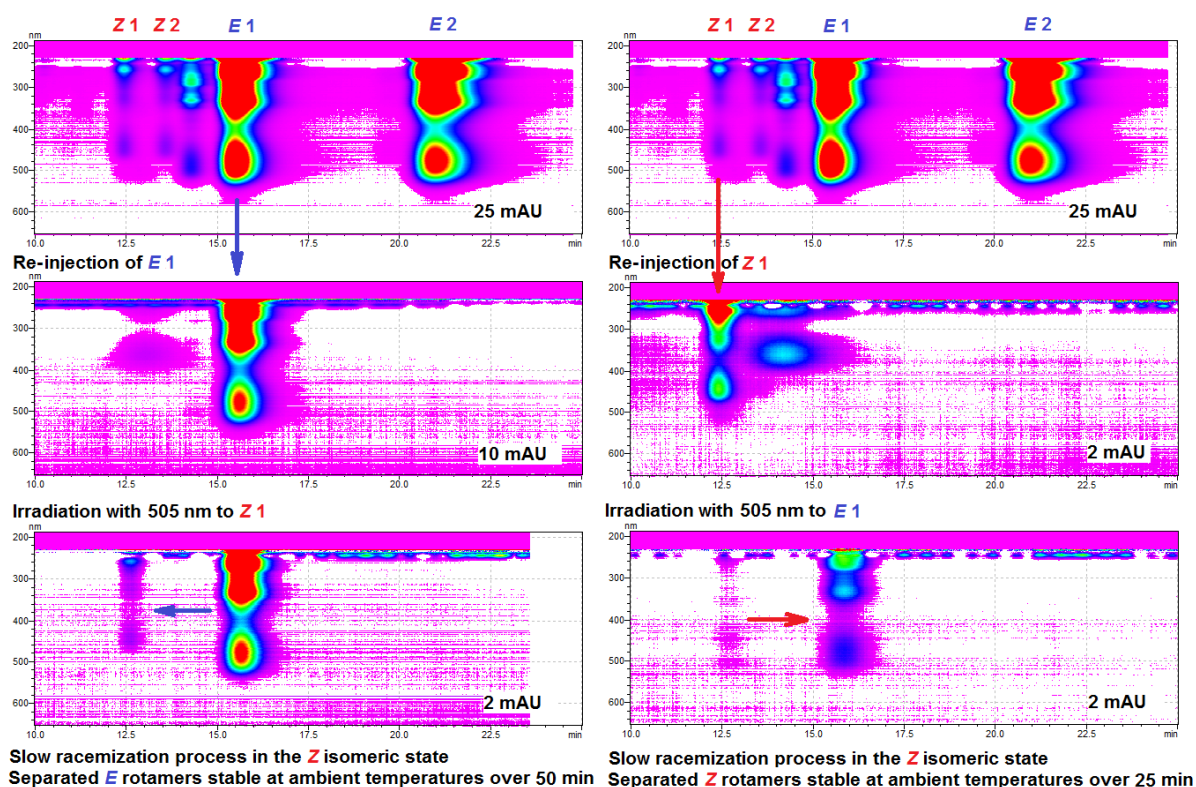 Z 1 Z 2 E 1 E 2
nm
200
300
400
500
600
25 mAU
10.0 12.5 15.0 17.5 20.0 22.5 min
Re-injection of E 1
nm
200
300
400
500
600
10 mAU
10.0 12.5 15.0 17.5 20.0 22.5 min
Irradiation with 505 nm to Z 1
nm
200
300
400
500
600
2 mAU
10.0 12.5 15.0 17.5 20.0 22.5 min
Slow racemization process in the Z isomeric state
Separated E rotamers stable at ambient temperatures over 50 min
Z 1 Z 2 E 1 E 2
nm
200
300
400
500
600
25 mAU
10.0 12.5 15.0 17.5 20.0 22.5 min
Re-injection of Z 1
nm
200
300
400
500
600
2 mAU
10.0 12.5 15.0 17.5 20.0 22.5 min
Irradiation with 505 nm to E 1
nm
200
300
400
500
600
2 mAU
10.0 12.5 15.0 17.5 20.0 22.5 min
Slow racemization process in the Z isomeric state
Separated Z rotamers stable at ambient temperatures over 25 min